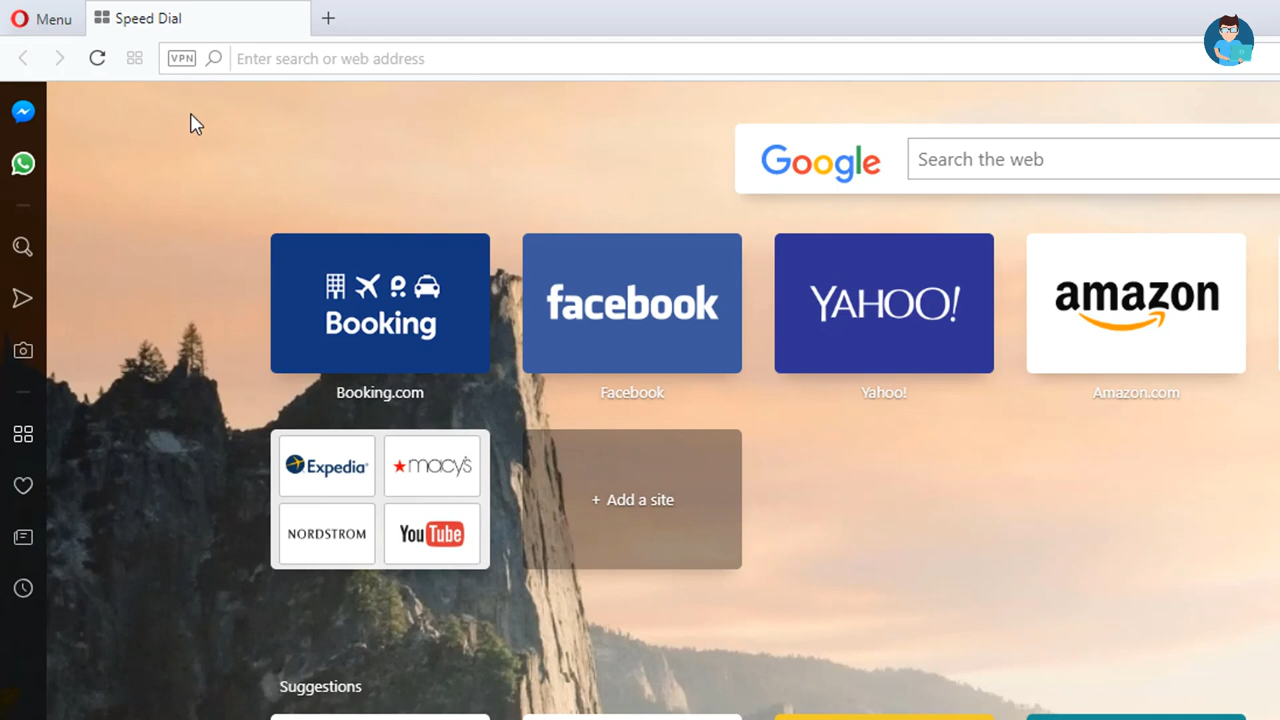 Menu
Speed Dial
VPN
Enter search or web address
Google
Search the web
Booking
facebook
YAHOO!
amazon
Booking.com
Facebook
Yahoo!
Amazon.com
Expedia
macy's
NORDSTROM
YouTube
+ Add a site
Suggestions